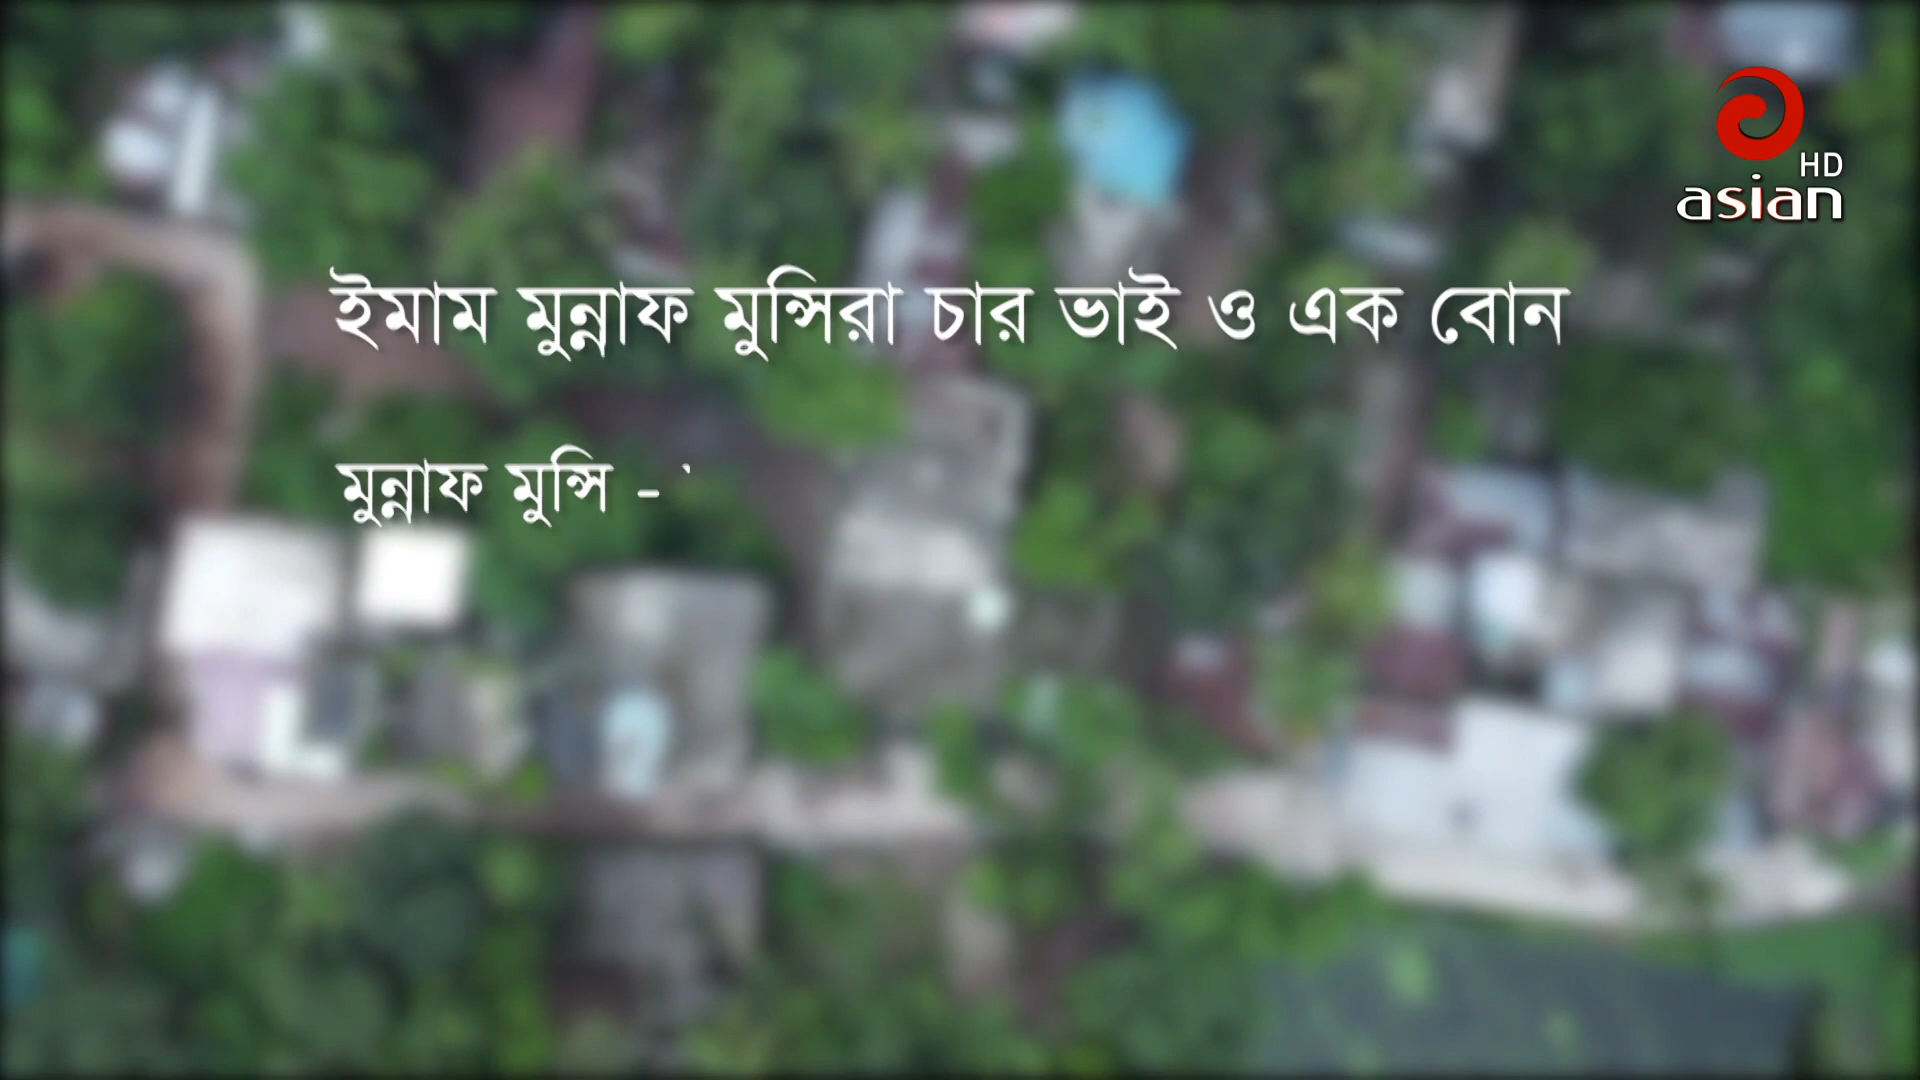 HD
asian
ইমাম মুন্নাফ মুন্সিরা চার ভাই ও এক বোন
মুন্নাফ মুন্সি -